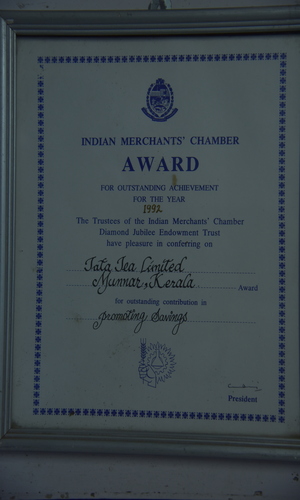 INDIAN MERCHANTS' CHAMBER
AWARD
FOR OUTSTANDING ACHIEVEMENT
FOR THE YEAR
1992
The Trustees of the Indian Merchants' Chamber
Diamond Jubilee Endowment Trust
have pleasure in conferring on
Tata Tea Limited
Munnar, Kerala Award
for outstanding contribution in
promoting Savings
President